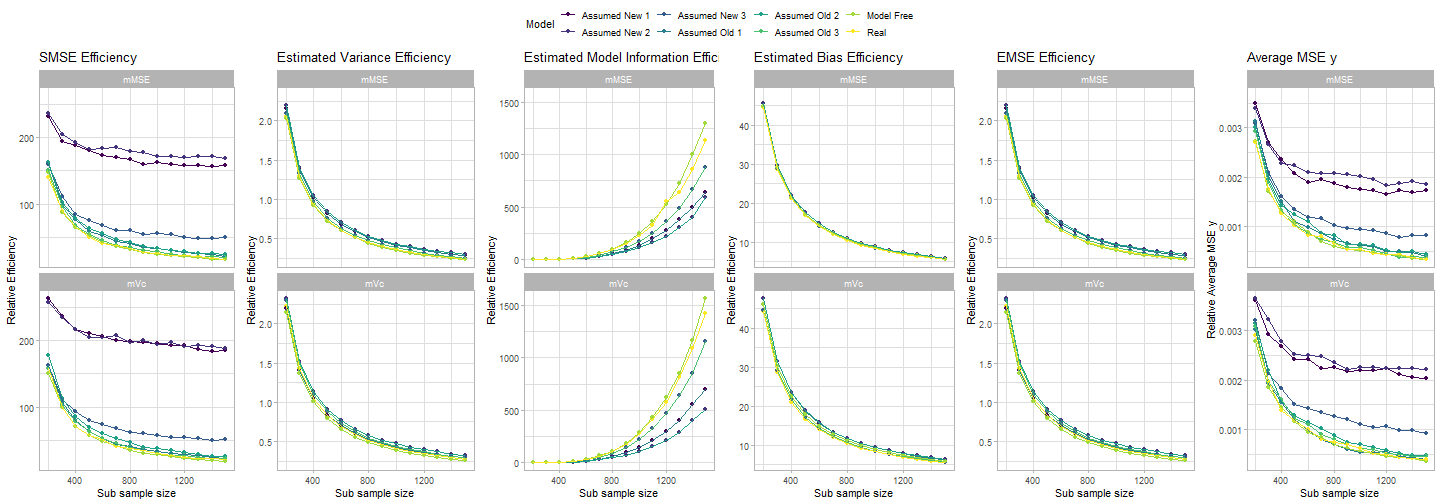 Model
Assumed New 1 Assumed New 3 Assumed Old 2 Model Free
Assumed New 2 Assumed Old 1 Assumed Old 3 Real
SMSE Efficiency
mMSE
200
100
mVc
200
100
400 800 1200
Relative Efficiency
Sub sample size
Estimated Variance Efficiency
mMSE
2.0
1.5
1.0
0.5
mVc
2.0
1.5
1.0
0.5
400 800 1200
Relative Efficiency
Sub sample size
Estimated Model Information Effici
mMSE
1500
1250
1000
750
500
250
0
mVc
1500
1000
500
0
400 800 1200
Relative Efficiency
Sub sample size
Estimated Bias Efficiency
mMSE
40
30
20
10
mVc
40
30
20
10
400 800 1200
Relative Efficiency
Sub sample size
EMSE Efficiency
mMSE
2.0
1.5
1.0
0.5
mVc
2.0
1.5
1.0
0.5
400 800 1200
Relative Efficiency
Sub sample size
Average MSE y
mMSE
0.003
0.002
0.001
mVc
0.003
0.002
0.001
400 800 1200
Relative Average MSE y
Sub sample size